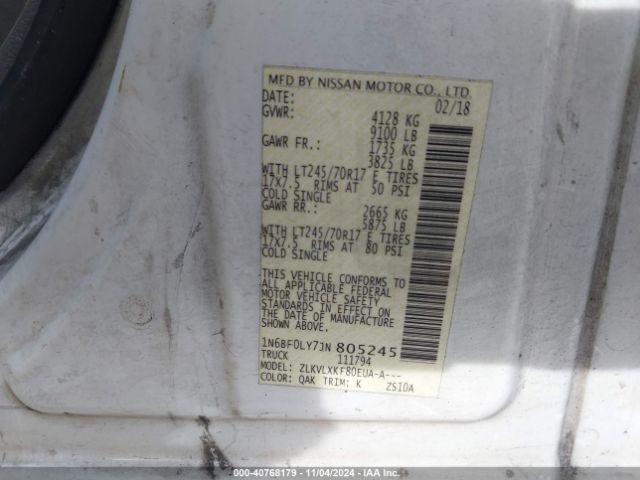 MFD BY NISSAN MOTOR CO., LTD.
DATE: 02/18
GVWR: 4128 KG
9100 LB
GAWR FR.: 1735 KG
3825 LB
WITH LT245/70R17 E TIRES
17X7.5 RIMS AT 50 PSI
COLD SINGLE
GAWR RR.: 2665 KG
5875 LB
WITH LT245/70R17 E TIRES
17X7.5 RIMS AT 80 PSI
COLD SINGLE
THIS VEHICLE CONFORMS TO
ALL APPLICABLE FEDERAL
MOTOR VEHICLE SAFETY
STANDARDS IN EFFECT ON
THE DATE OF MANUFACTURE
SHOWN ABOVE.
1N6BF0LY7JN 805245
TRUCK 111794
MODEL: ZLKVLXKF80EUA-A---
COLOR: QAK TRIM: K ZS10A
000-40768179 - 11/04/2024 - IAA Inc.